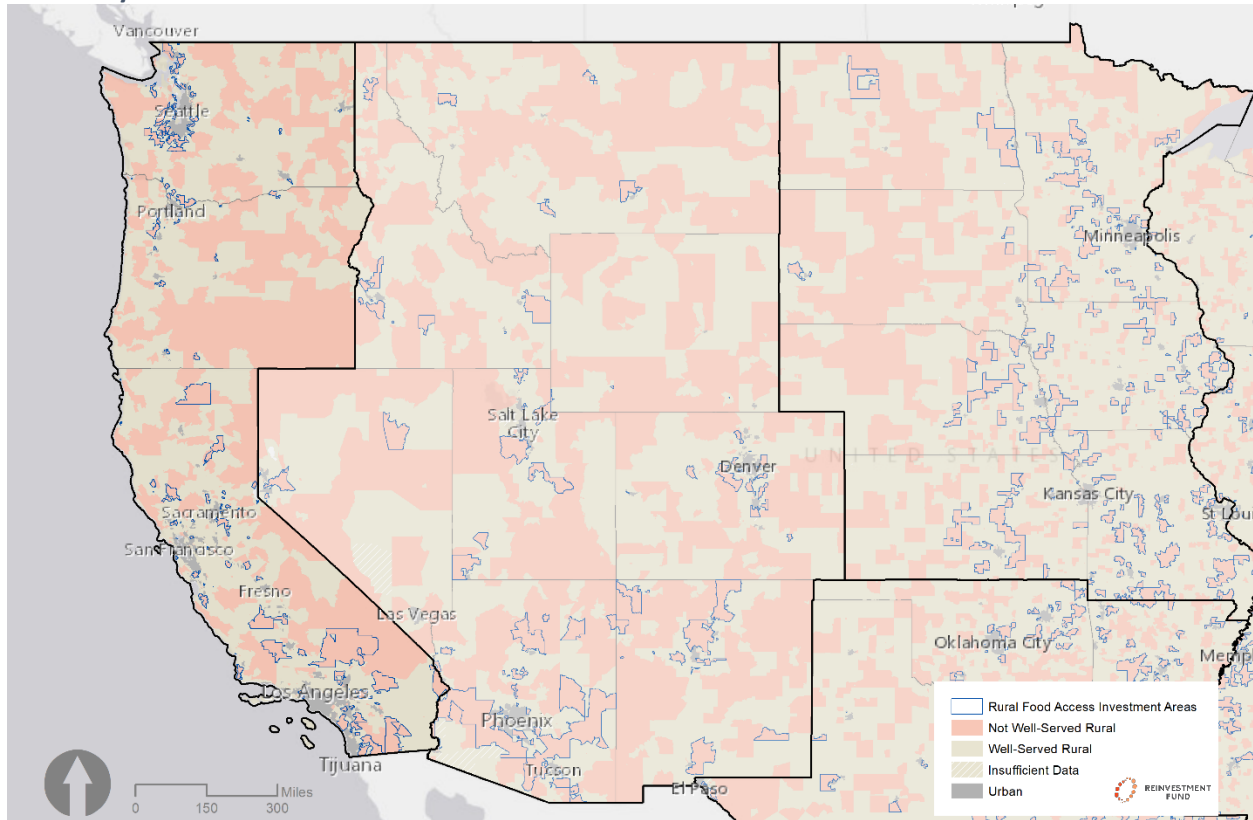 Vancouver
Seattle
Portland
Minneapolis
Salt Lake
City
Denver
UNITED STATES
Kansas City
St Lou
Sacramento
San Francisco
Fresno
Las Vegas
Oklahoma City
Memp
Los Angeles
Phoenix
Tijuana
Tucson
El Paso
Rural Food Access Investment Areas
Not Well-Served Rural
Well-Served Rural
Insufficient Data
Urban
REINVESTMENT
FUND
Miles
0 150 300